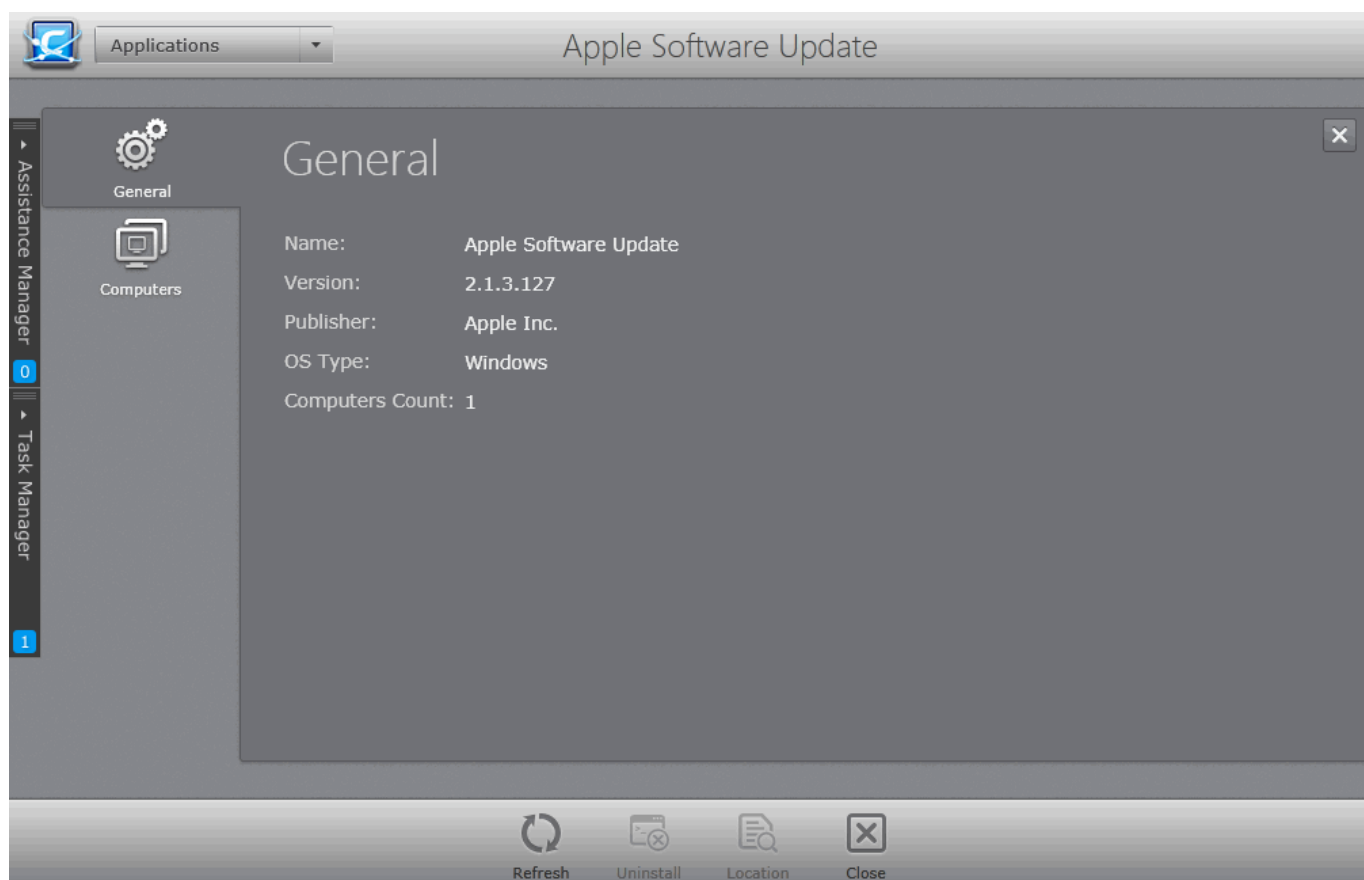 Applications
Apple Software Update
Assistance Manager
0
Task Manager
1
General
Computers
General
Name: Apple Software Update
Version: 2.1.3.127
Publisher: Apple Inc.
OS Type: Windows
Computers Count: 1
Refresh Uninstall Location Close